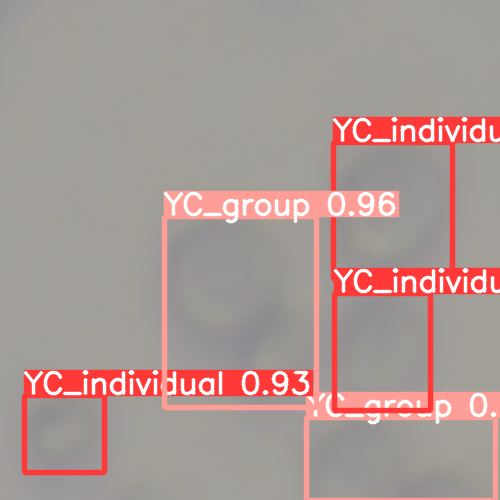 YC_individu
YC_group 0.96
YC_individu
YC_individual 0.93
YC_group 0.